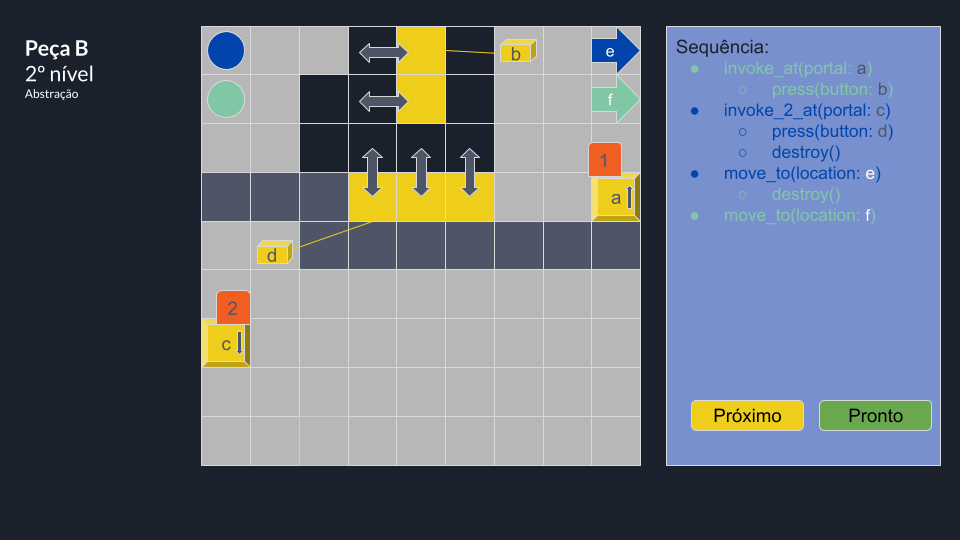 Peça B
2º nível
Abstração
b
e
f
1
a
d
2
c
Sequência:
● invoke_at(portal: a)
○ press(button: b)
● invoke_2_at(portal: c)
○ press(button: d)
○ destroy()
● move_to(location: e)
○ destroy()
● move_to(location: f)
Próximo
Pronto